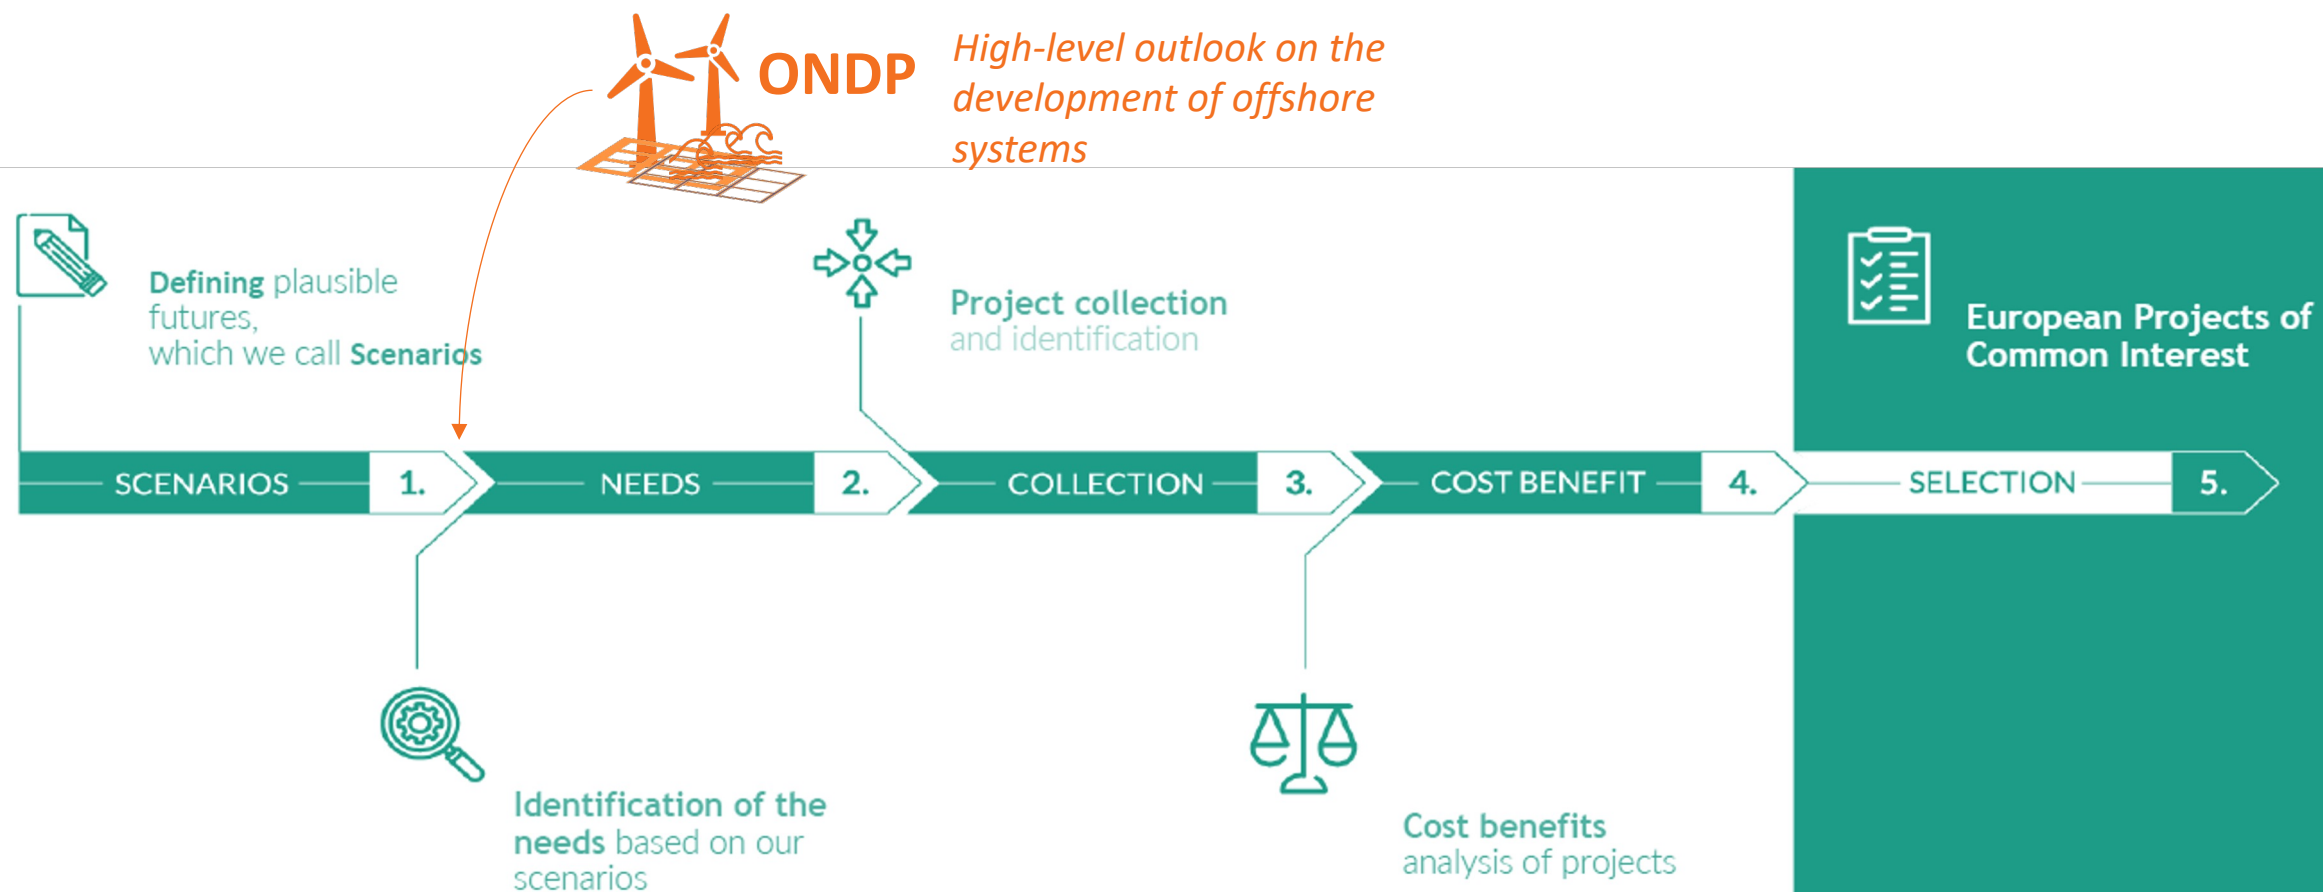 ONDP
High-level outlook on the
development of offshore
systems
Defining plausible
futures,
which we call Scenarios
Project collection
and identification
European Projects of
Common Interest
SCENARIOS
1.
NEEDS
2.
COLLECTION
3.
COST BENEFIT
4.
SELECTION
5.
Identification of the
needs based on our
scenarios
Cost benefits
analysis of projects